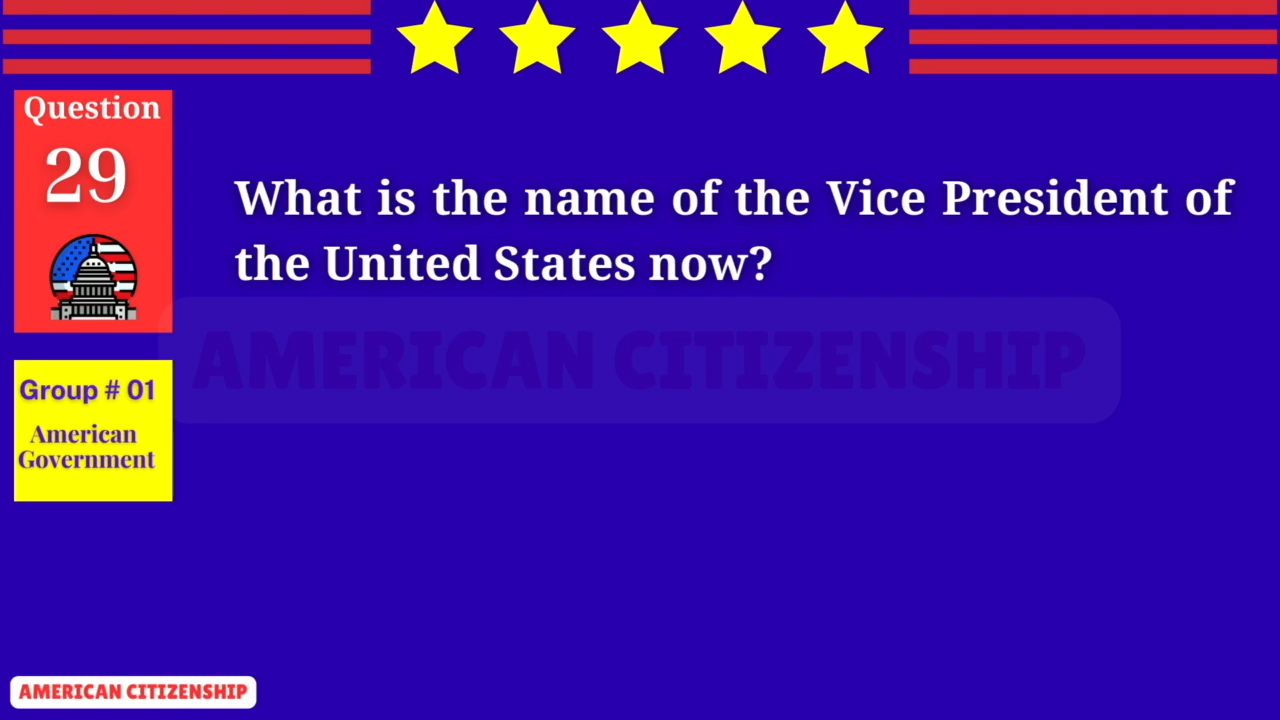 Question
29
What is the name of the Vice President of
the United States now?
AMERICAN CITIZENSHIP
Group # 01
American
Government
AMERICAN CITIZENSHIP